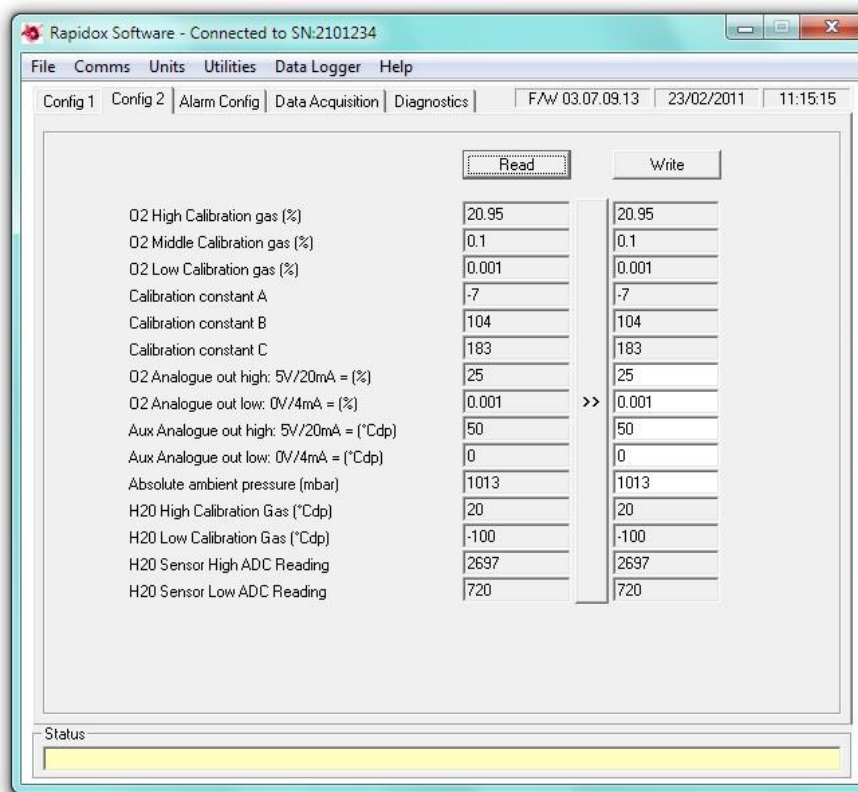 Rapidox Software - Connected to SN:2101234
File Comms Units Utilities Data Logger Help
Config 1 Config 2 Alarm Config Data Acquisition Diagnostics F/W 03.07.09.13 23/02/2011 11:15:15
Read Write
O2 High Calibration gas (%) 20.95 20.95
O2 Middle Calibration gas (%) 0.1 0.1
O2 Low Calibration gas (%) 0.001 0.001
Calibration constant A -7 -7
Calibration constant B 104 104
Calibration constant C 183 183
O2 Analogue out high: 5V/20mA = (%) 25 25
O2 Analogue out low: 0V/4mA = (%) 0.001 >> 0.001
Aux Analogue out high: 5V/20mA = (°Cdp) 50 50
Aux Analogue out low: 0V/4mA = (°Cdp) 0 0
Absolute ambient pressure (mbar) 1013 1013
H20 High Calibration Gas (°Cdp) 20 20
H20 Low Calibration Gas (°Cdp) -100 -100
H20 Sensor High ADC Reading 2697 2697
H20 Sensor Low ADC Reading 720 720
Status